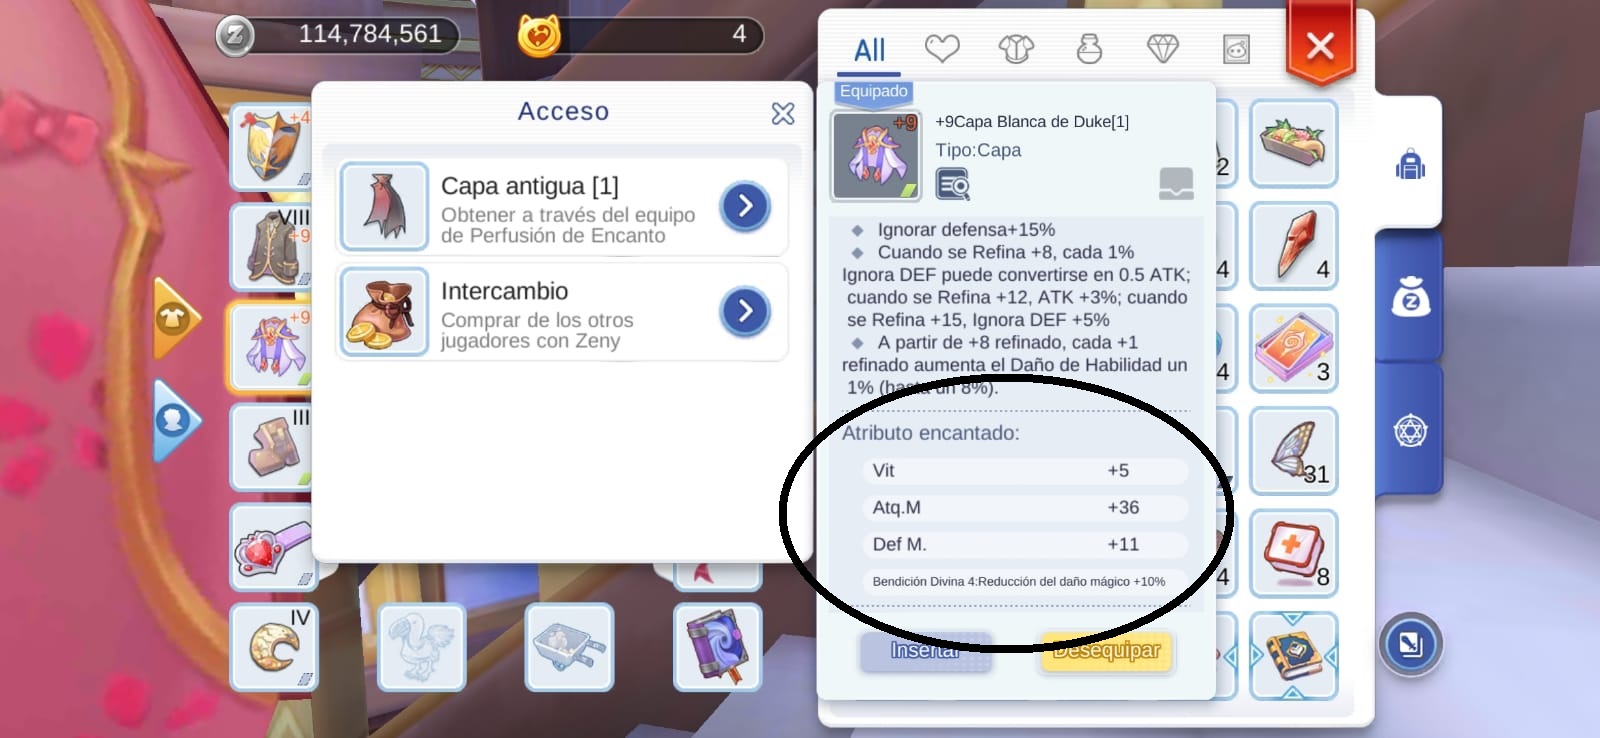 114,784,561
4
All
Equipado
+9
+9Capa Blanca de Duke[1]
Tipo:Capa
Ignorar defensa+15%
Cuando se Refina +8, cada 1%
Ignora DEF puede convertirse en 0.5 ATK;
cuando se Refina +12, ATK +3%; cuando
se Refina +15, Ignora DEF +5%
A partir de +8 refinado, cada +1
refinado aumenta el Daño de Habilidad un
1% (hasta un 8%).
Atributo encantado:
Vit +5
Atq.M +36
Def M. +11
Bendición Divina 4:Reducción del daño mágico +10%
Insertar
Desequipar
Acceso
Capa antigua [1]
Obtener a través del equipo
de Perfusión de Encanto
Intercambio
Comprar de los otros
jugadores con Zeny
+4
VIII
+9
+9
III
IV
2
4
4
4
3
31
4
8